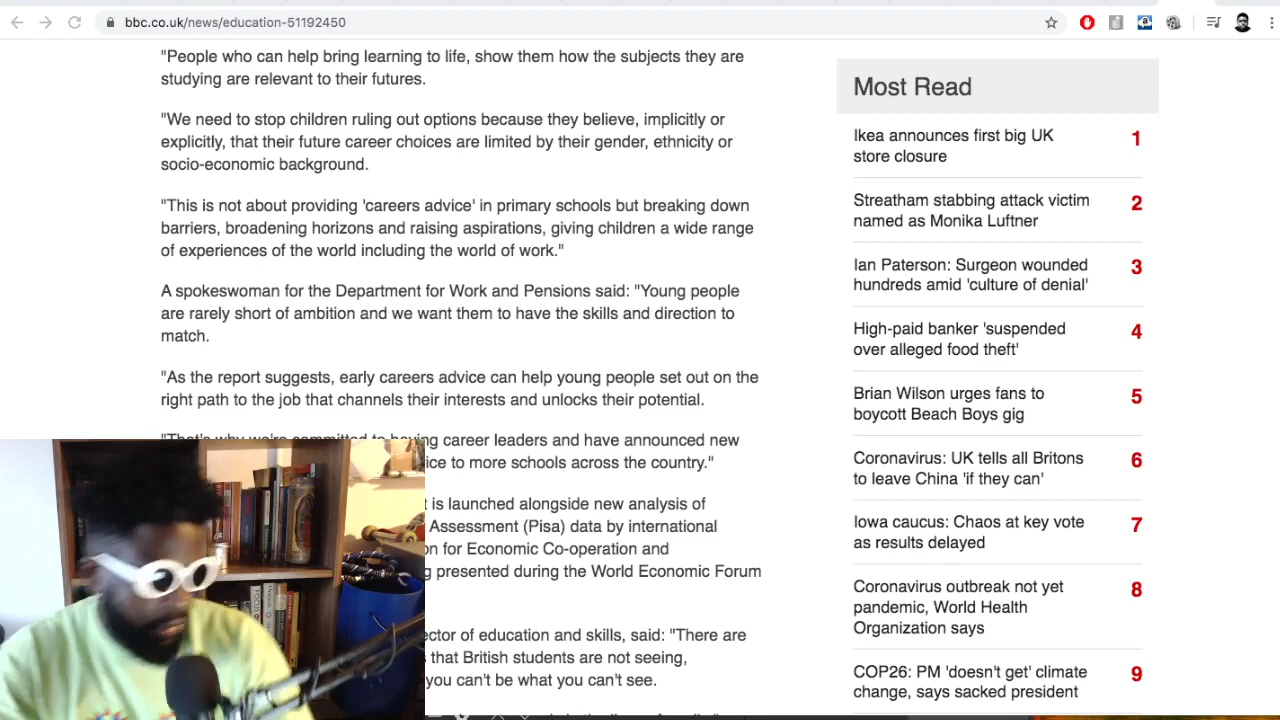 bbc.co.uk/news/education-51192450
"People who can help bring learning to life, show them how the subjects they are
studying are relevant to their futures.
"We need to stop children ruling out options because they believe, implicitly or
explicitly, that their future career choices are limited by their gender, ethnicity or
socio-economic background.
"This is not about providing 'careers advice' in primary schools but breaking down
barriers, broadening horizons and raising aspirations, giving children a wide range
of experiences of the world including the world of work."
A spokeswoman for the Department for Work and Pensions said: "Young people
are rarely short of ambition and we want them to have the skills and direction to
match.
"As the report suggests, early careers advice can help young people set out on the
right path to the job that channels their interests and unlocks their potential.
"That's why we're committed to having career leaders and have announced new
to more schools across the country."
is launched alongside new analysis of
Assessment (Pisa) data by international
for Economic Co-operation and
presented during the World Economic Forum
of education and skills, said: "There are
that British students are not seeing,
you can't be what you can't see.
Most Read
Ikea announces first big UK
store closure
1
Streatham stabbing attack victim
named as Monika Luftner
2
Ian Paterson: Surgeon wounded
hundreds amid 'culture of denial'
3
High-paid banker 'suspended
over alleged food theft'
4
Brian Wilson urges fans to
boycott Beach Boys gig
5
Coronavirus: UK tells all Britons
to leave China 'if they can'
6
Iowa caucus: Chaos at key vote
as results delayed
7
Coronavirus outbreak not yet
pandemic, World Health
Organization says
8
COP26: PM 'doesn't get' climate
change, says sacked president
9
FOCUS